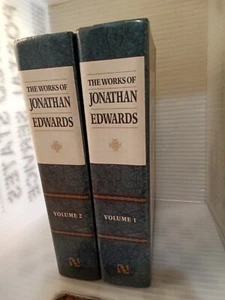 THE WORKS OF
JONATHAN
EDWARDS
VOLUME 2
THE WORKS OF
JONATHAN
EDWARDS
VOLUME 1